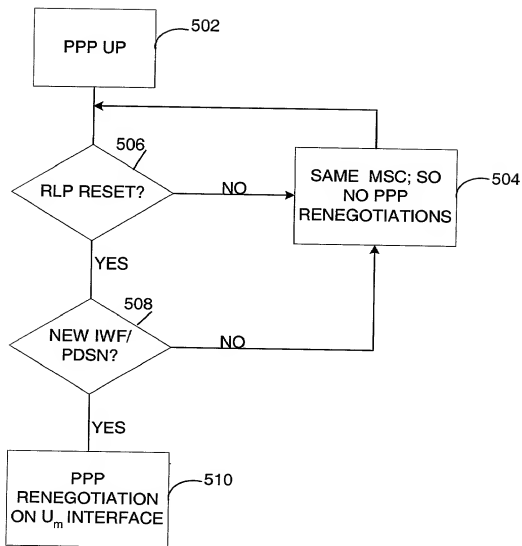 PPP UP
502
506
RLP RESET?
NO
SAME MSC; SO
NO PPP
RENEGOTIATIONS
504
YES
508
NEW IWF/
PDSN?
NO
YES
PPP
RENEGOTIATION
ON Um INTERFACE
510